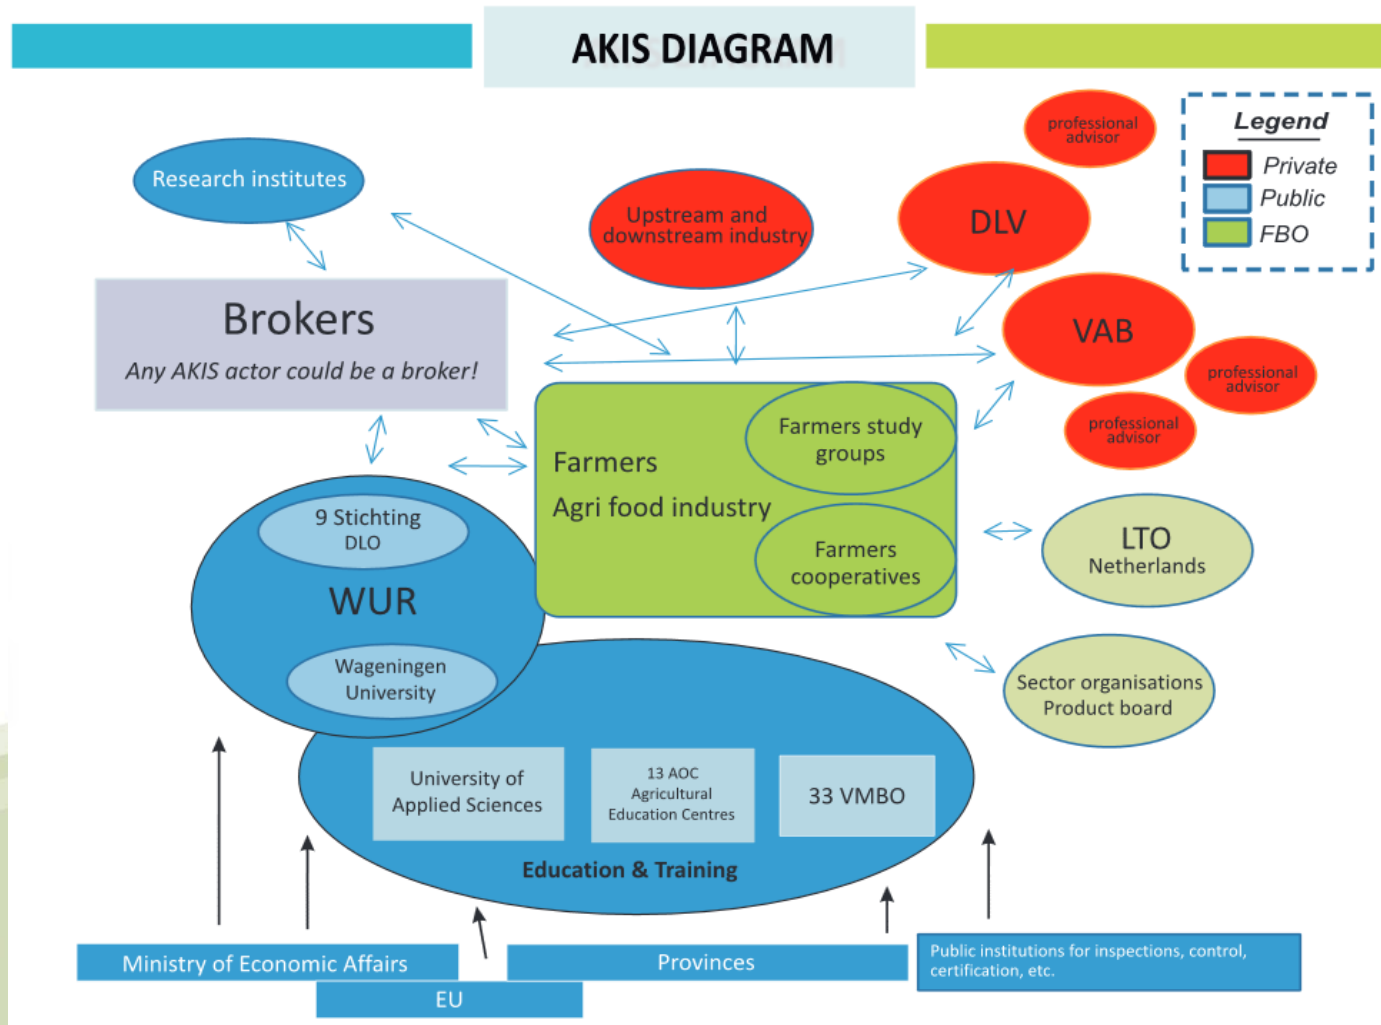 AKIS DIAGRAM
professional
advisor
Legend
Private
Public
FBO
Research institutes
Upstream and
downstream industry
DLV
VAB
professional
advisor
professional
advisor
Brokers
Any AKIS actor could be a broker!
Farmers
Agri food industry
Farmers study
groups
Farmers
cooperatives
LTO
Netherlands
Sector organisations
Product board
9 Stichting
DLO
WUR
Wageningen
University
University of
Applied Sciences
13 AOC
Agricultural
Education Centres
33 VMBO
Education & Training
Ministry of Economic Affairs
EU
Provinces
Public institutions for inspections, control,
certification, etc.